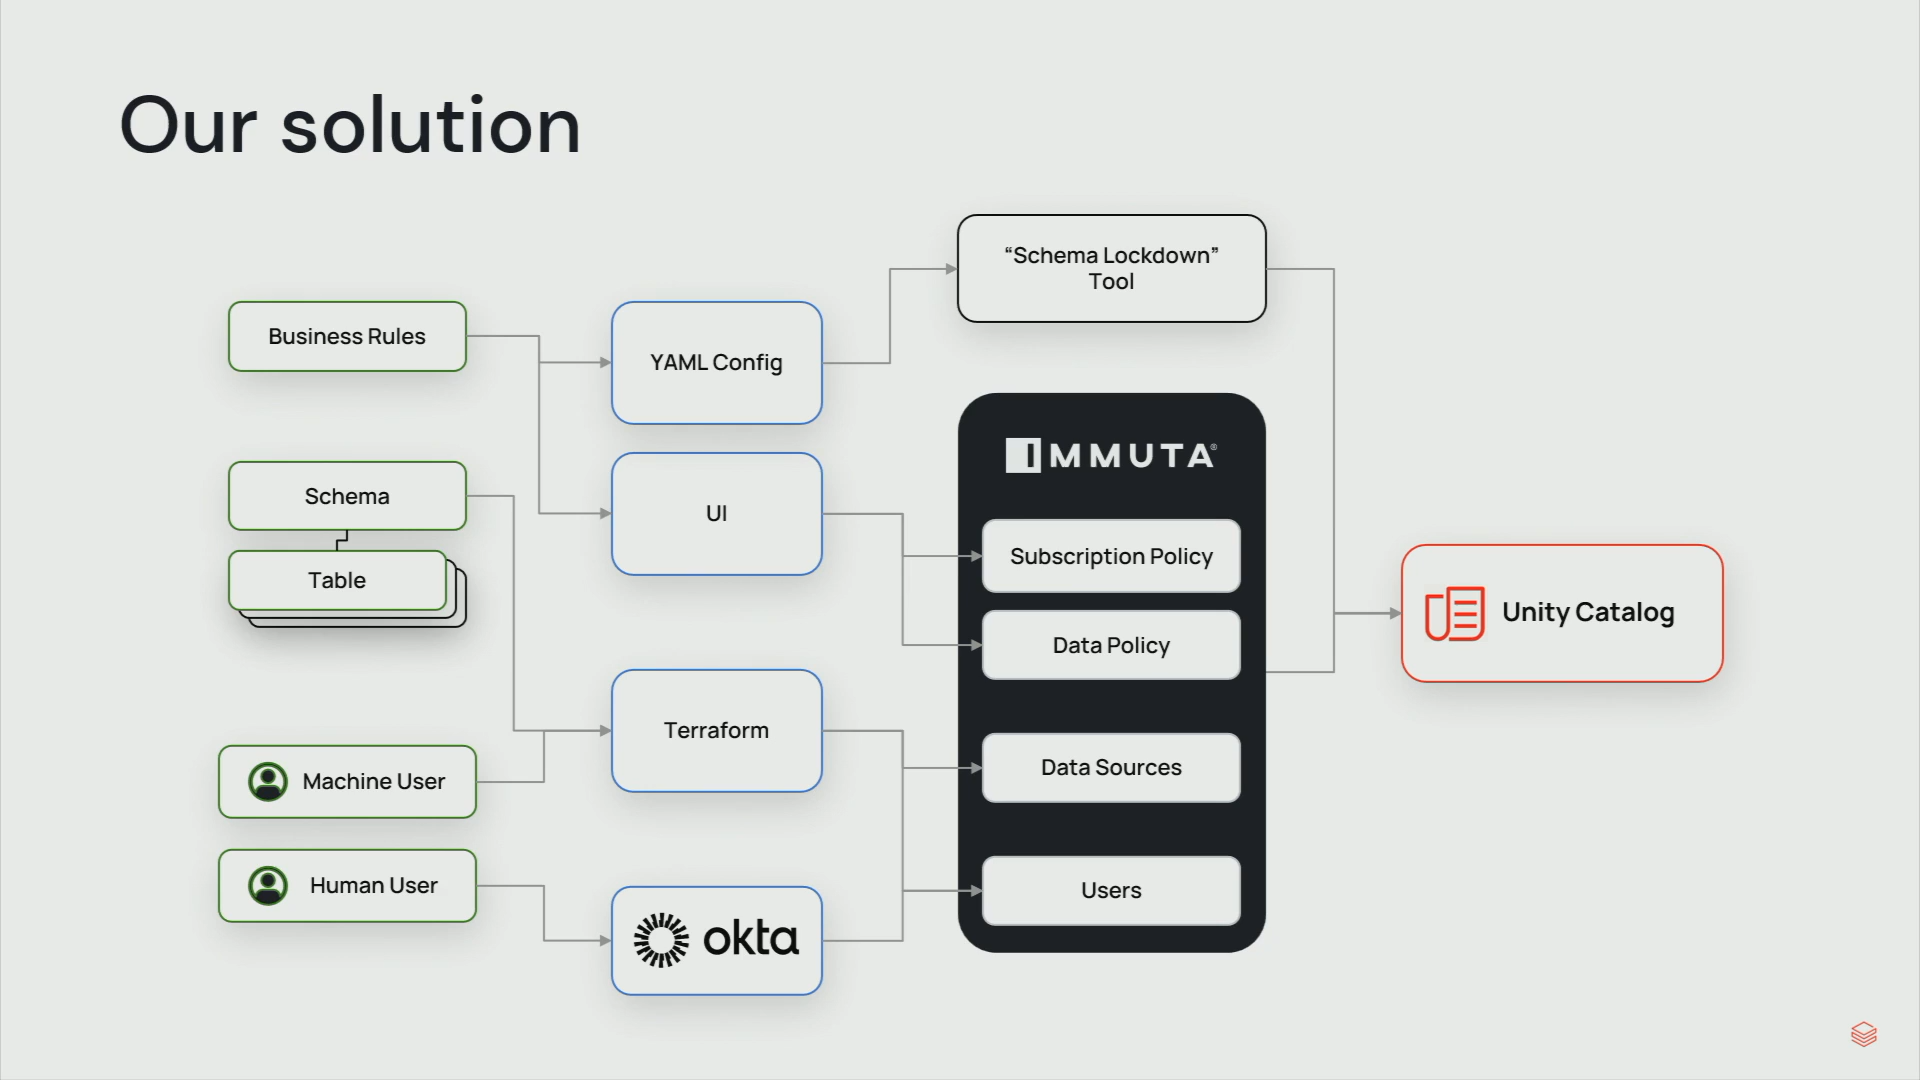 Our solution
“Schema Lockdown”
Tool
Business Rules
YAML Config
IMMUTA®
Schema
UI
Subscription Policy
Table
Data Policy
Unity Catalog
Terraform
Data Sources
Machine User
Human User
Users
okta